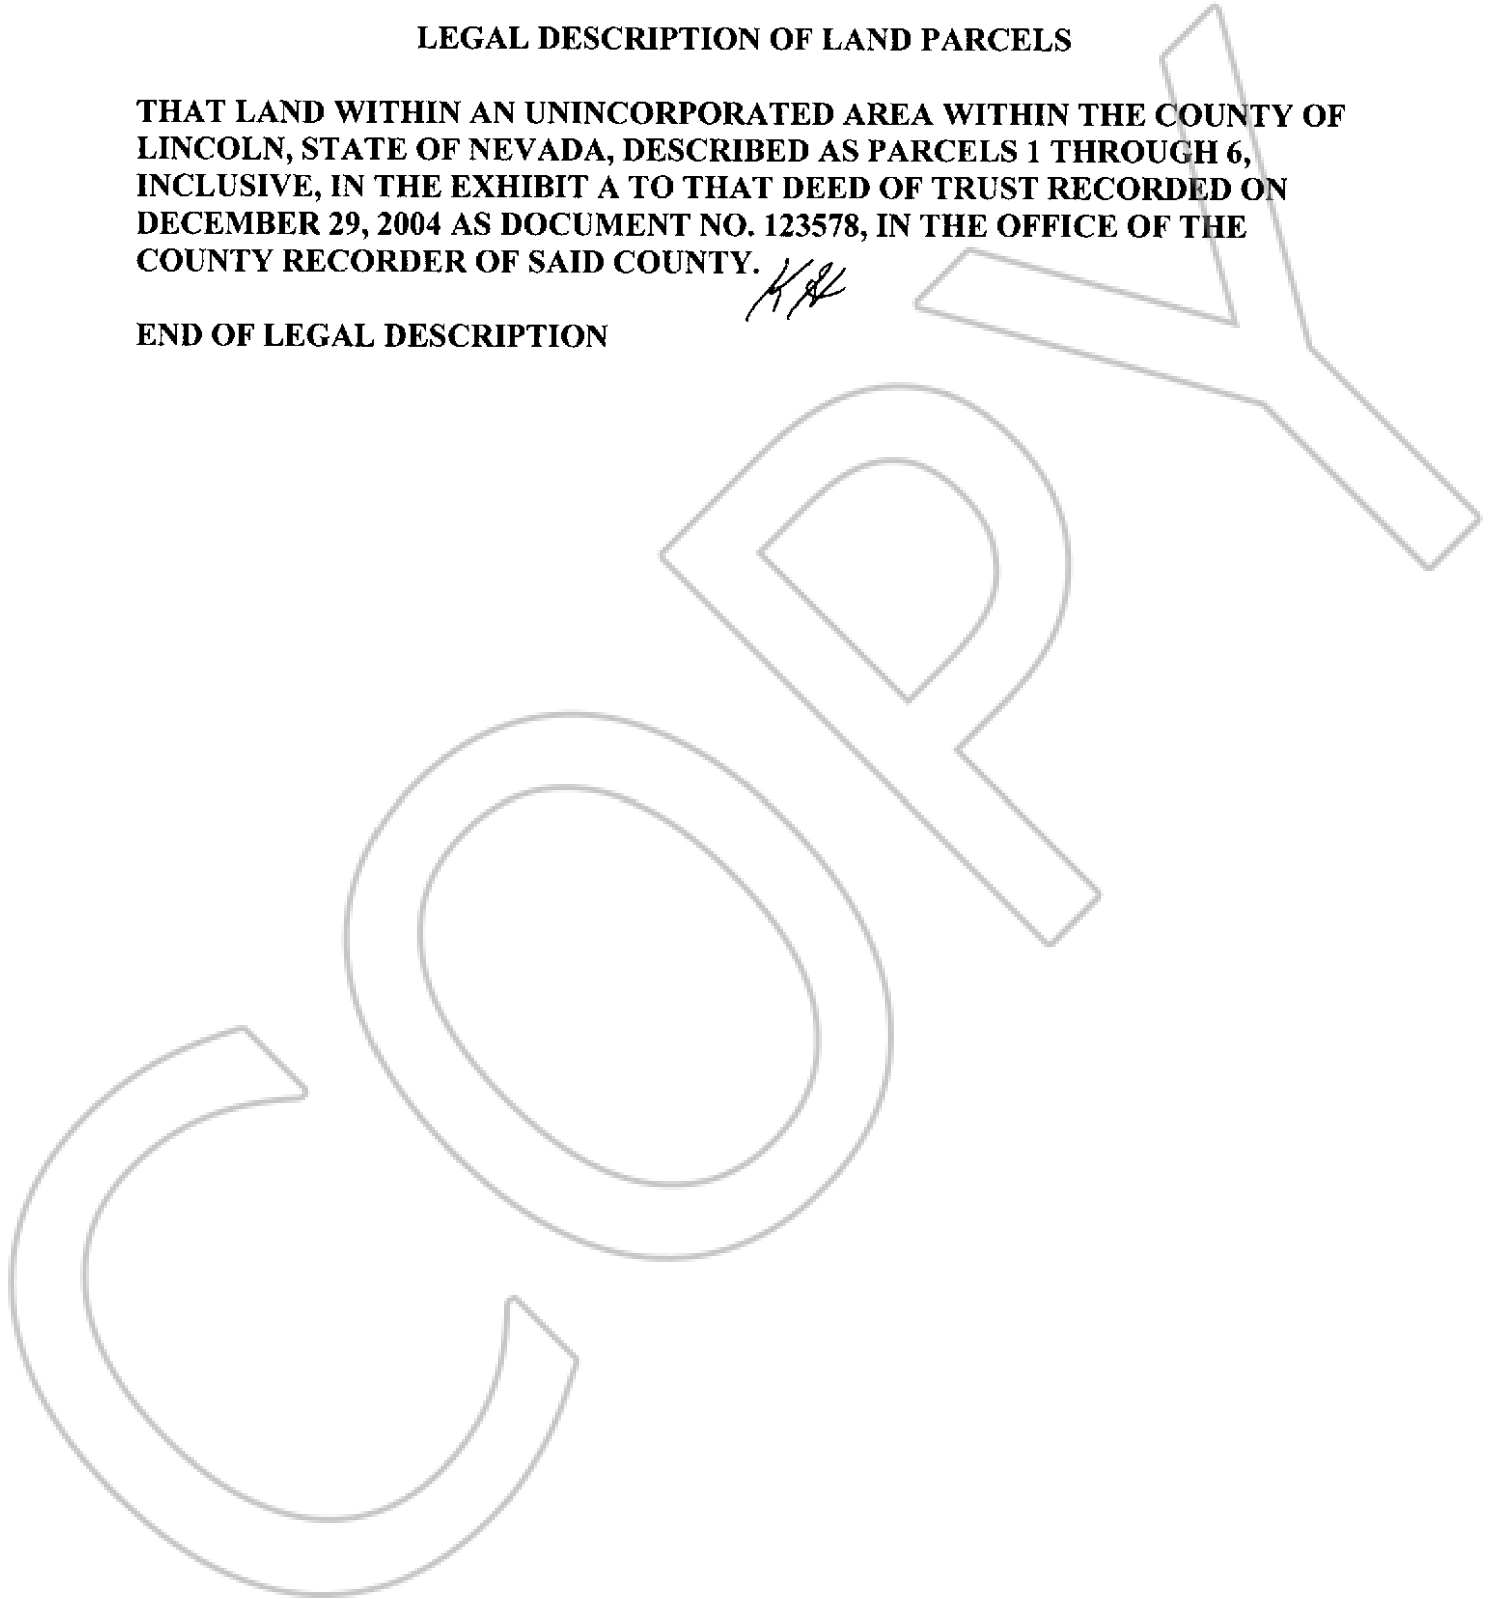 LEGAL DESCRIPTION OF LAND PARCELS
THAT LAND WITHIN AN UNINCORPORATED AREA WITHIN THE COUNTY OF
LINCOLN, STATE OF NEVADA, DESCRIBED AS PARCELS 1 THROUGH 6,
INCLUSIVE, IN THE EXHIBIT A TO THAT DEED OF TRUST RECORDED ON
DECEMBER 29, 2004 AS DOCUMENT NO. 123578, IN THE OFFICE OF THE
COUNTY RECORDER OF SAID COUNTY.
END OF LEGAL DESCRIPTION
COPY